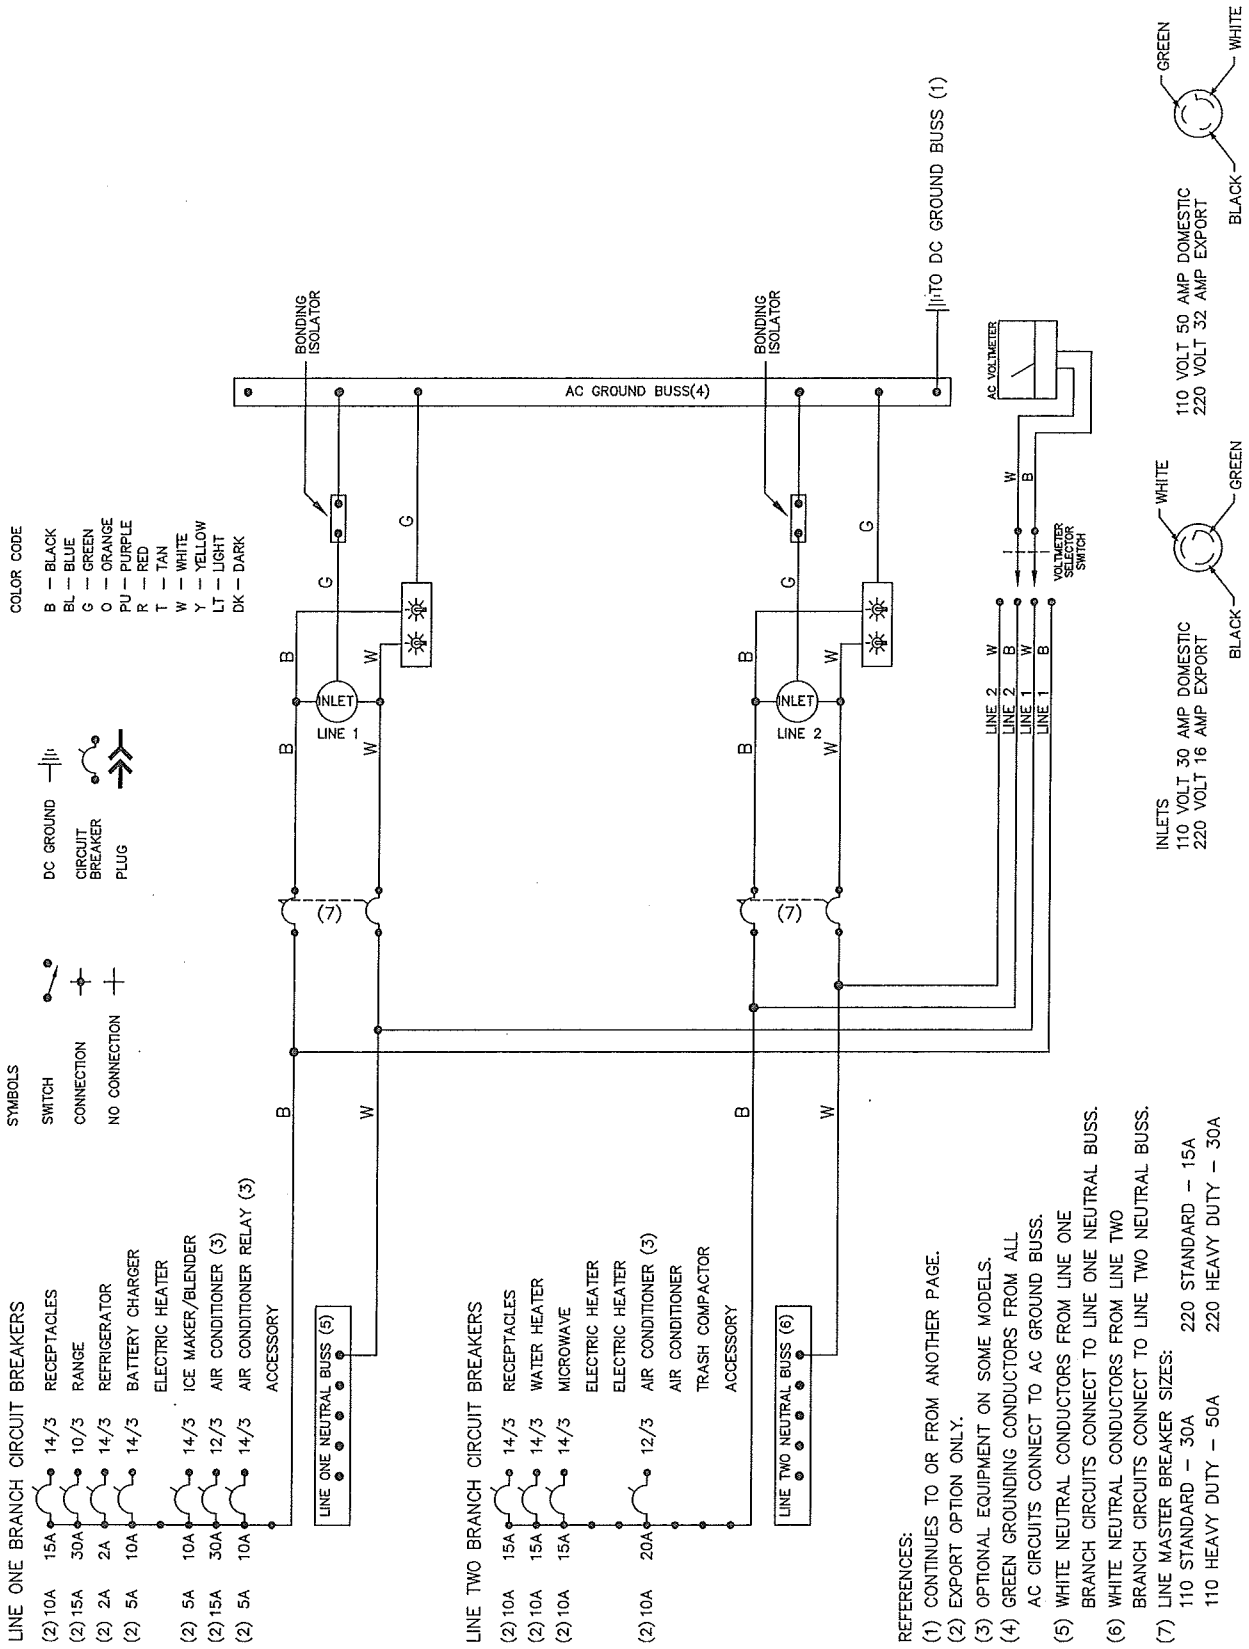 LINE ONE BRANCH CIRCUIT BREAKERS
(2) 10A 15A 14/3 RECEPTACLES
(2) 15A 30A 10/3 RANGE
(2) 2A 2A 14/3 REFRIGERATOR
(2) 5A 10A 14/3 BATTERY CHARGER
ELECTRIC HEATER
(2) 5A 10A 14/3 ICE MAKER/BLENDER
(2) 15A 30A 12/3 AIR CONDITIONER (3)
(2) 5A 10A 14/3 AIR CONDITIONER RELAY (3)
ACCESSORY
LINE ONE NEUTRAL BUSS (5)
SYMBOLS
SWITCH
CONNECTION
NO CONNECTION
DC GROUND
CIRCUIT
BREAKER
PLUG
COLOR CODE
B – BLACK
BL – BLUE
G – GREEN
O – ORANGE
PU – PURPLE
R – RED
T – TAN
W – WHITE
Y – YELLOW
LT – LIGHT
DK – DARK
B
W
(7)
B
W
INLET
LINE 1
B
W
G
G
BONDING
ISOLATOR
AC GROUND BUSS(4)
LINE TWO BRANCH CIRCUIT BREAKERS
(2) 10A 15A 14/3 RECEPTACLES
(2) 10A 15A 14/3 WATER HEATER
(2) 10A 15A 14/3 MICROWAVE
ELECTRIC HEATER
ELECTRIC HEATER
(2) 10A 20A 12/3 AIR CONDITIONER (3)
AIR CONDITIONER
TRASH COMPACTOR
ACCESSORY
LINE TWO NEUTRAL BUSS (6)
B
W
(7)
B
W
INLET
LINE 2
B
W
G
G
BONDING
ISOLATOR
TO DC GROUND BUSS (1)
LINE 2 W
LINE 2 B
LINE 1 W
LINE 1 B
VOLTMETER
SELECTOR
SWITCH
W
B
AC VOLTMETER
REFERENCES:
(1) CONTINUES TO OR FROM ANOTHER PAGE.
(2) EXPORT OPTION ONLY.
(3) OPTIONAL EQUIPMENT ON SOME MODELS.
(4) GREEN GROUNDING CONDUCTORS FROM ALL
AC CIRCUITS CONNECT TO AC GROUND BUSS.
(5) WHITE NEUTRAL CONDUCTORS FROM LINE ONE
BRANCH CIRCUITS CONNECT TO LINE ONE NEUTRAL BUSS.
(6) WHITE NEUTRAL CONDUCTORS FROM LINE TWO
BRANCH CIRCUITS CONNECT TO LINE TWO NEUTRAL BUSS.
(7) LINE MASTER BREAKER SIZES:
110 STANDARD – 30A 220 STANDARD – 15A
110 HEAVY DUTY – 50A 220 HEAVY DUTY – 30A
INLETS
110 VOLT 30 AMP DOMESTIC
220 VOLT 16 AMP EXPORT
BLACK
WHITE
GREEN
110 VOLT 50 AMP DOMESTIC
220 VOLT 32 AMP EXPORT
BLACK
GREEN
WHITE